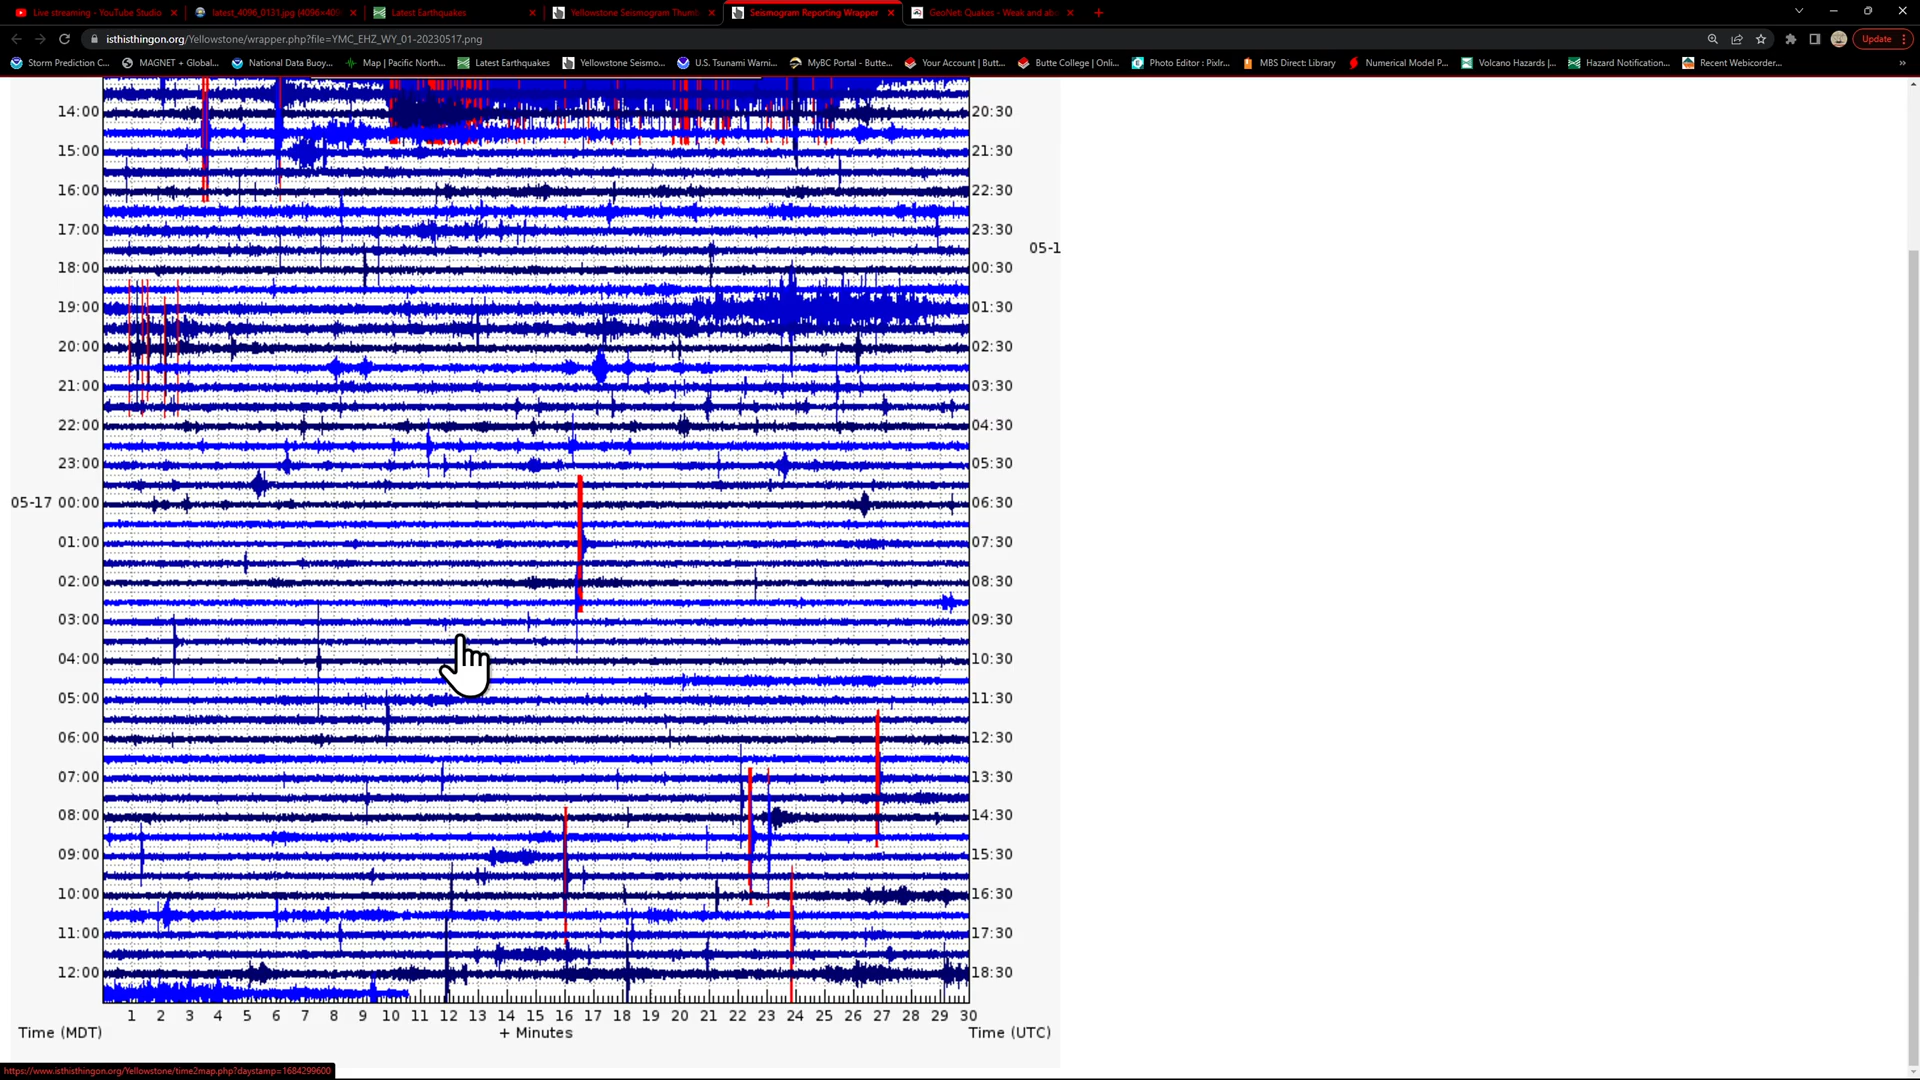 Live streaming - YouTube Studio
latest_4096_0131.jpg (4096×409
Latest Earthquakes
Yellowstone Seismogram Thumb
Seismogram Reporting Wrapper
GeoNet: Quakes - Weak and ab
isthisthingon.org/Yellowstone/wrapper.php?file=YMC_EHZ_WY_01-20230517.png
Update
Storm Prediction C... MAGNET + Global... National Data Buoy... Map | Pacific North... Latest Earthquakes Yellowstone Seismo... U.S. Tsunami Warni... MyBC Portal - Butte... Your Account | Butt... Butte College | Onli... Photo Editor : Pixlr... MBS Direct Library Numerical Model P... Volcano Hazards |... Hazard Notification... Recent Webicorder... »
14:00 20:30
15:00 21:30
16:00 22:30
17:00 23:30
05-1
18:00 00:30
19:00 01:30
20:00 02:30
21:00 03:30
22:00 04:30
23:00 05:30
05-17 00:00 06:30
01:00 07:30
02:00 08:30
03:00 09:30
04:00 10:30
05:00 11:30
06:00 12:30
07:00 13:30
08:00 14:30
09:00 15:30
10:00 16:30
11:00 17:30
12:00 18:30
1 2 3 4 5 6 7 8 9 10 11 12 13 14 15 16 17 18 19 20 21 22 23 24 25 26 27 28 29 30
Time (MDT) + Minutes Time (UTC)
https://www.isthisthingon.org/Yellowstone/time2map.php?daystamp=1684299600